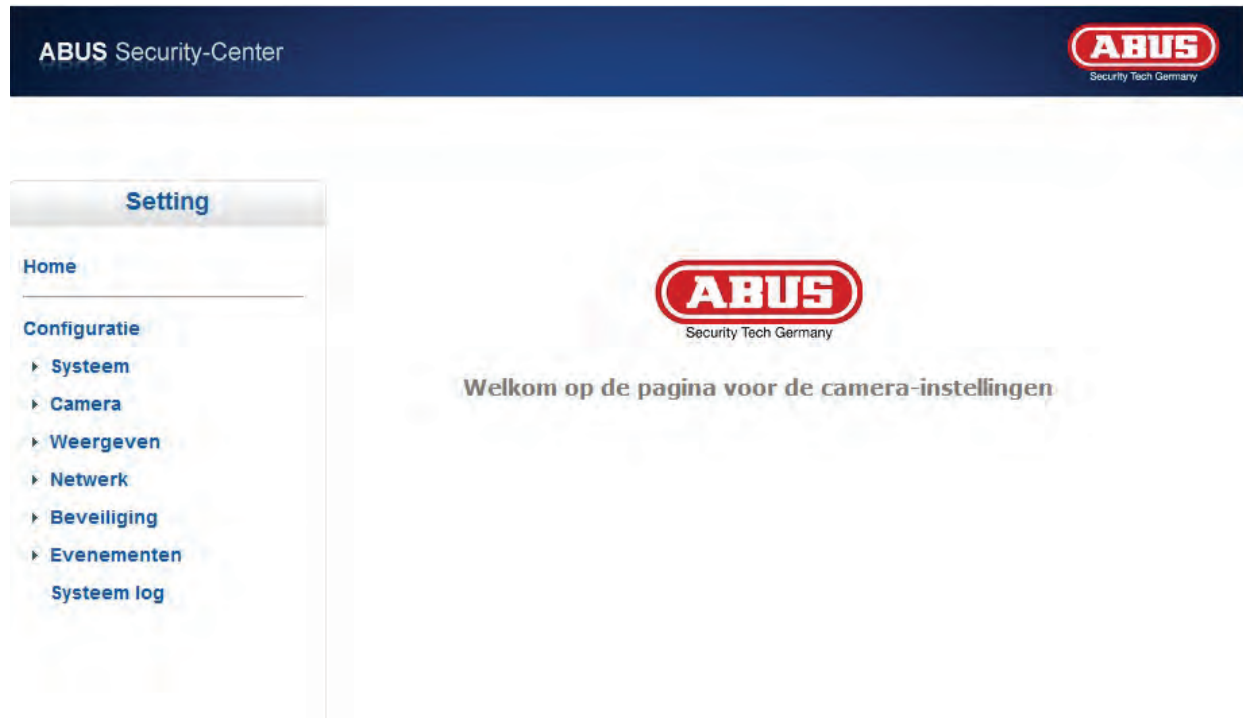 ABUS Security-Center
ABUS
Security Tech Germany
Setting
Home
Configuratie
Systeem
Camera
Weergeven
Netwerk
Beveiliging
Evenementen
Systeem log
ABUS
Security Tech Germany
Welkom op de pagina voor de camera-instellingen